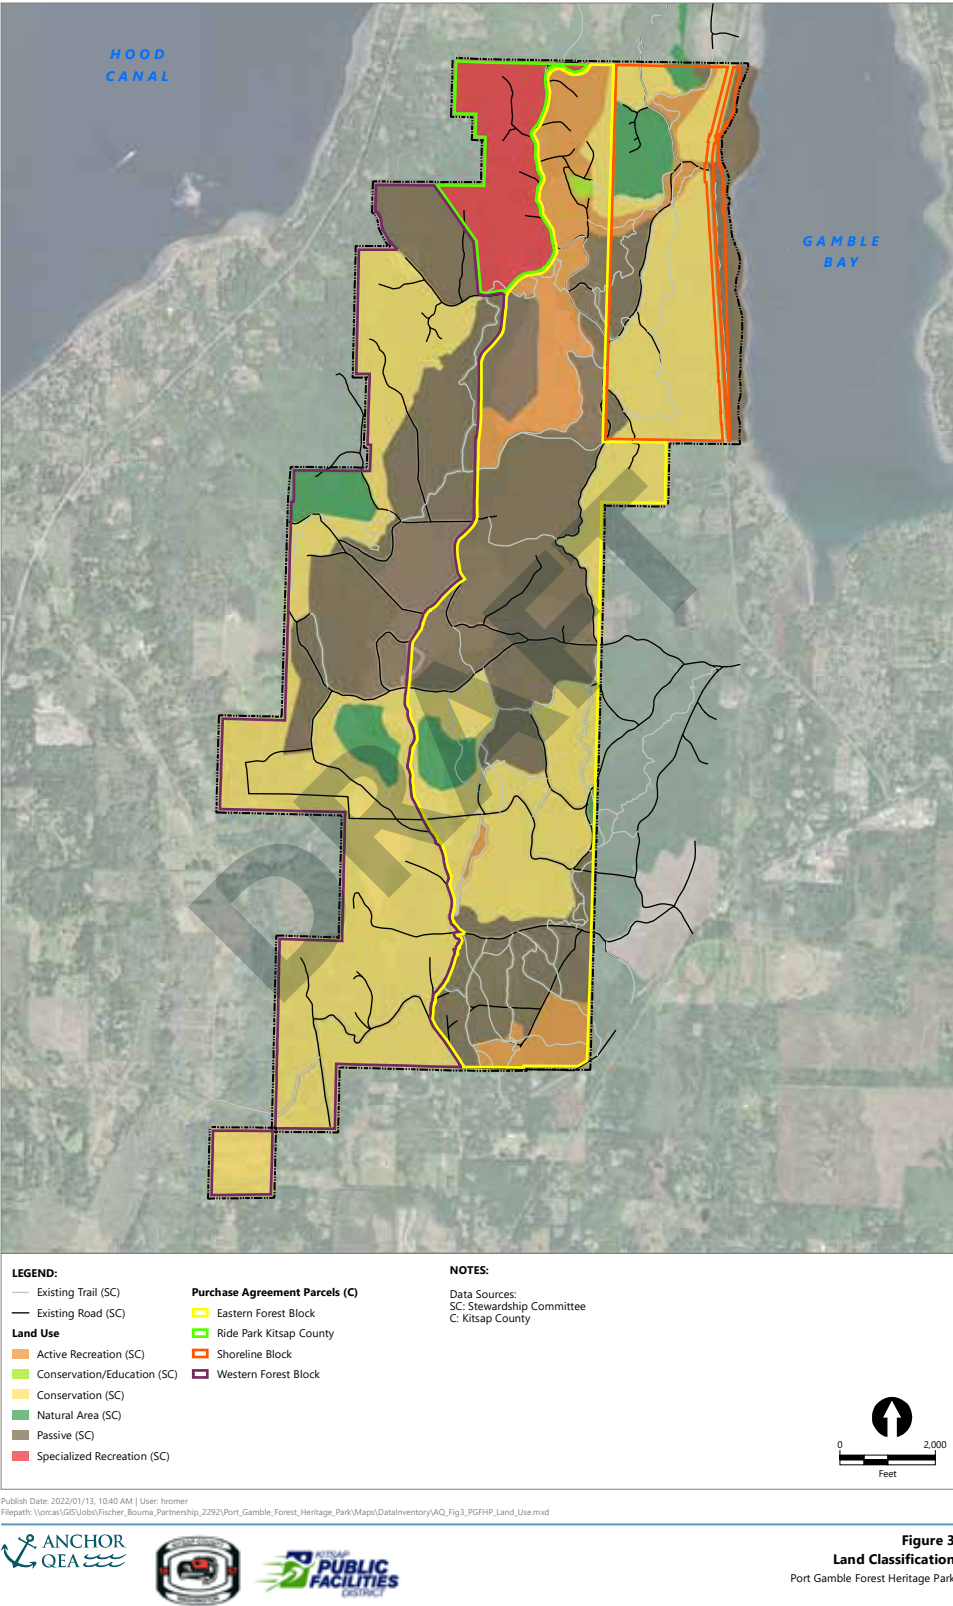 HOOD
CANAL
GAMBLE
BAY
DRAFT
LEGEND:
Existing Trail (SC)
Existing Road (SC)
Land Use
Active Recreation (SC)
Conservation/Education (SC)
Conservation (SC)
Natural Area (SC)
Passive (SC)
Specialized Recreation (SC)
Purchase Agreement Parcels (C)
Eastern Forest Block
Ride Park Kitsap County
Shoreline Block
Western Forest Block
NOTES:
Data Sources:
SC: Stewardship Committee
C: Kitsap County
0 2,000
Feet
Publish Date: 2022/01/13, 10:40 AM | User: hromer
Filepath: \\orcas\GIS\Jobs\Fischer_Bouma_Partnership_2292\Port_Gamble_Forest_Heritage_Park\Maps\DataInventory\AQ_Fig3_PGFHP_Land_Use.mxd
ANCHOR
QEA
KITSAP
PUBLIC
FACILITIES
DISTRICT
Figure 3
Land Classification
Port Gamble Forest Heritage Park